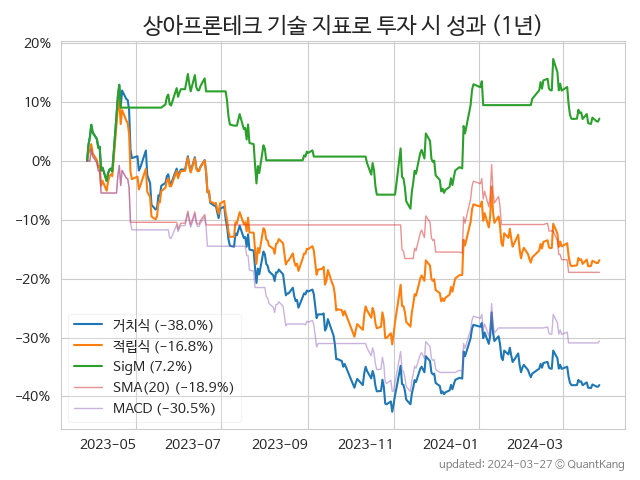 상아프론테크 기술 지표로 투자 시 성과 (1년)
20%
10%
0%
−10%
−20%
−30%
−40%
거치식 (−38.0%)
적립식 (−16.8%)
SigM (7.2%)
SMA(20) (−18.9%)
MACD (−30.5%)
2023−05 2023−07 2023−09 2023−11 2024−01 2024−03
updated: 2024−03−27 © QuantKang